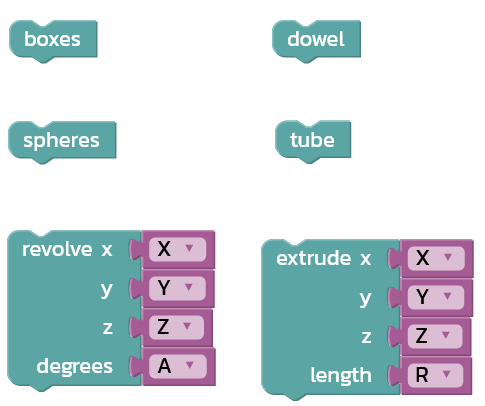 boxes
dowel
spheres
tube
revolve x X
y Y
z Z
degrees A
extrude x X
y Y
z Z
length R